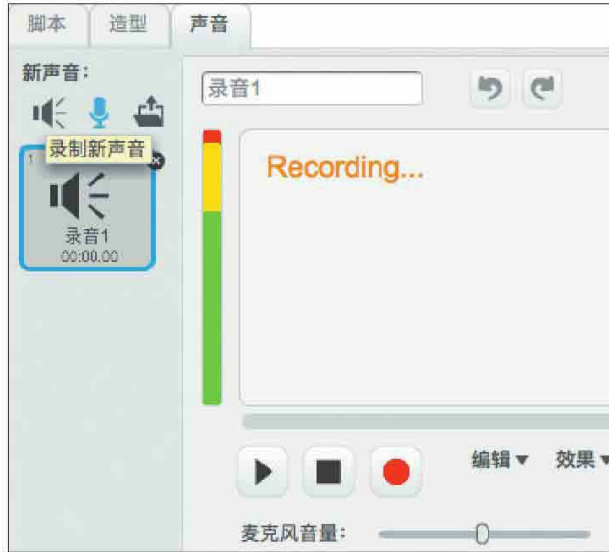 脚本 造型 声音
新声音:
录音1
录制新声音
Recording...
1
录音1
00:00.00
编辑▼ 效果▼
麦克风音量: